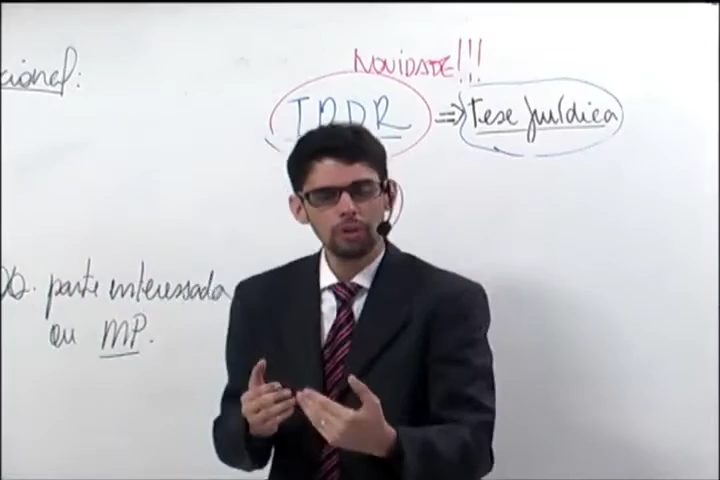 cional:
NOVIDADE!!!
IRDR ⇒ tese jurídica
parte interessada
ou MP.